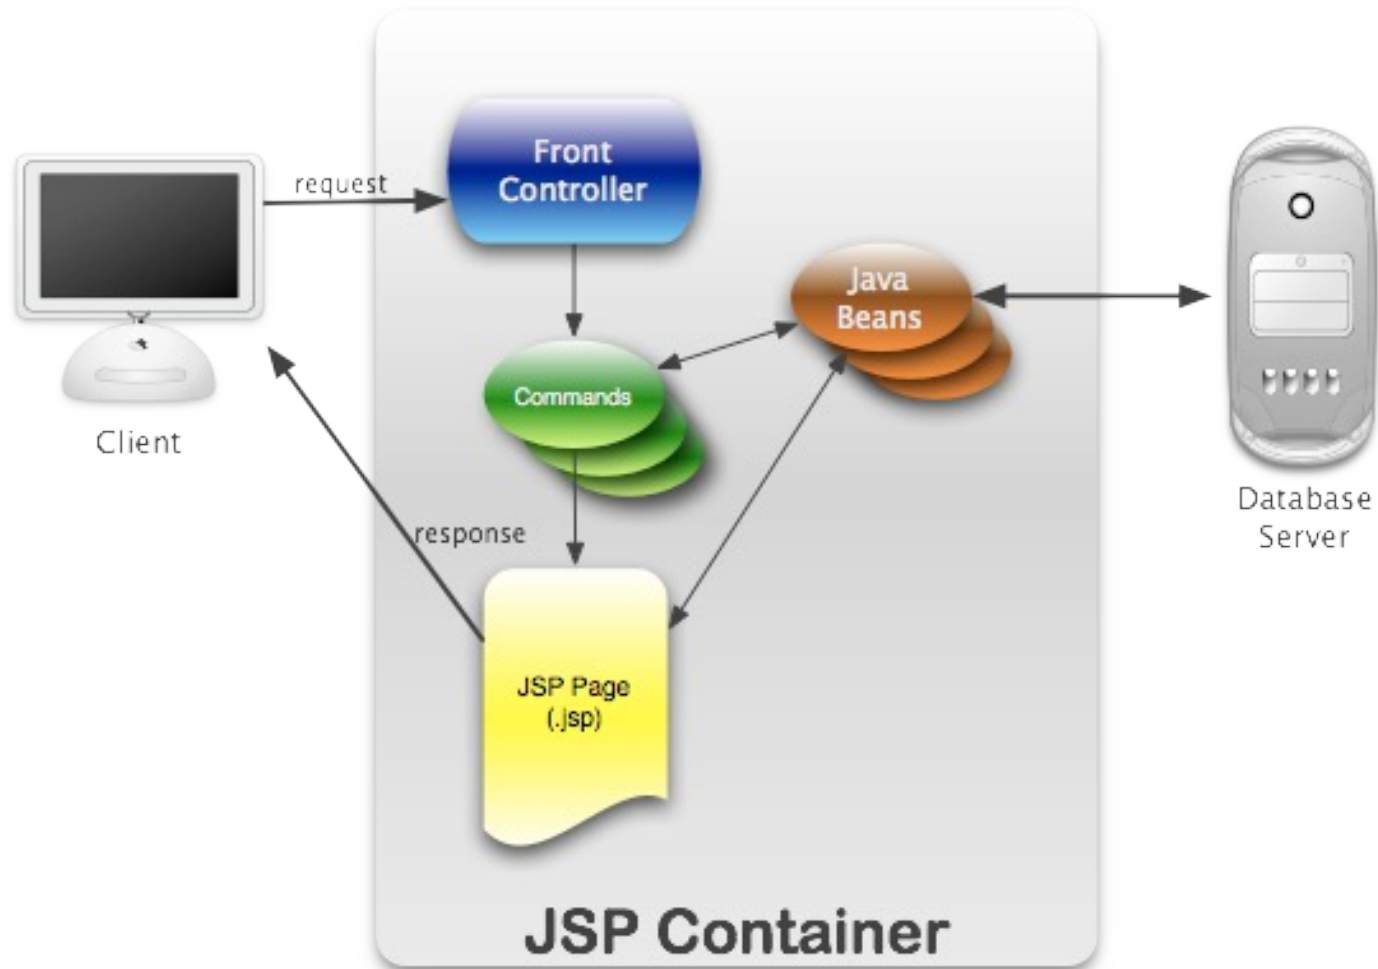 Front
Controller
request
Java
Beans
Commands
Client
Database
Server
response
JSP Page
(.jsp)
JSP Container